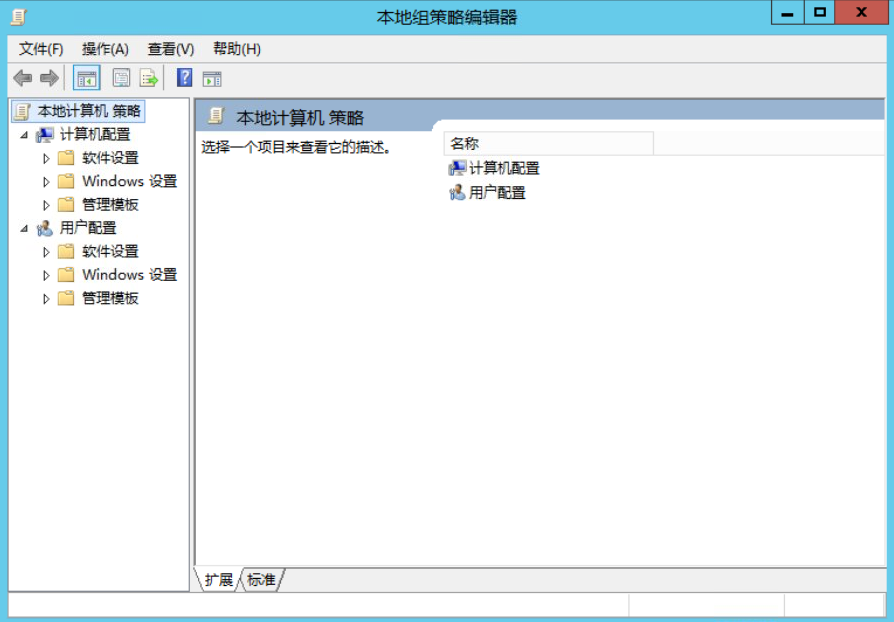 本地组策略编辑器
文件(F) 操作(A) 查看(V) 帮助(H)
本地计算机 策略
计算机配置
软件设置
Windows 设置
管理模板
用户配置
软件设置
Windows 设置
管理模板
本地计算机 策略
选择一个项目来查看它的描述。
名称
计算机配置
用户配置
扩展 标准